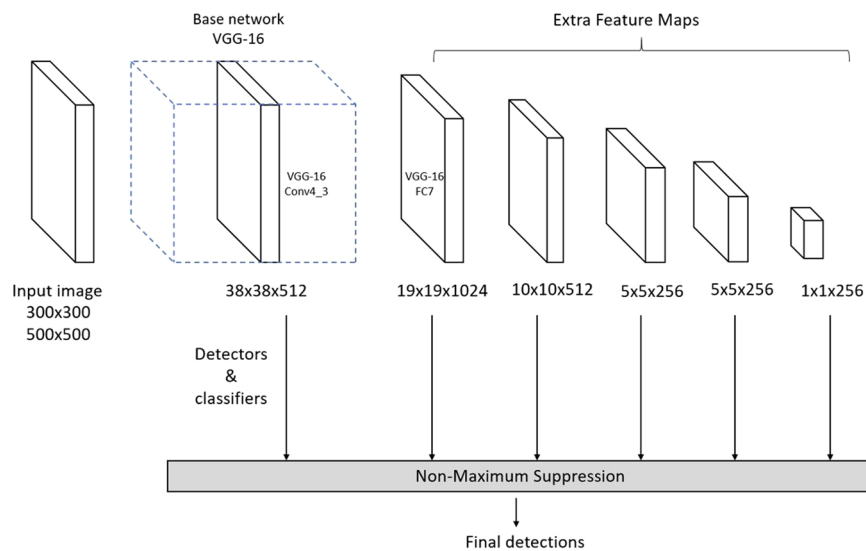 Base network
VGG-16
Extra Feature Maps
VGG-16
Conv4_3
VGG-16
FC7
Input image
300x300
500x500
38x38x512
19x19x1024
10x10x512
5x5x256
5x5x256
1x1x256
Detectors
&
classifiers
Non-Maximum Suppression
Final detections